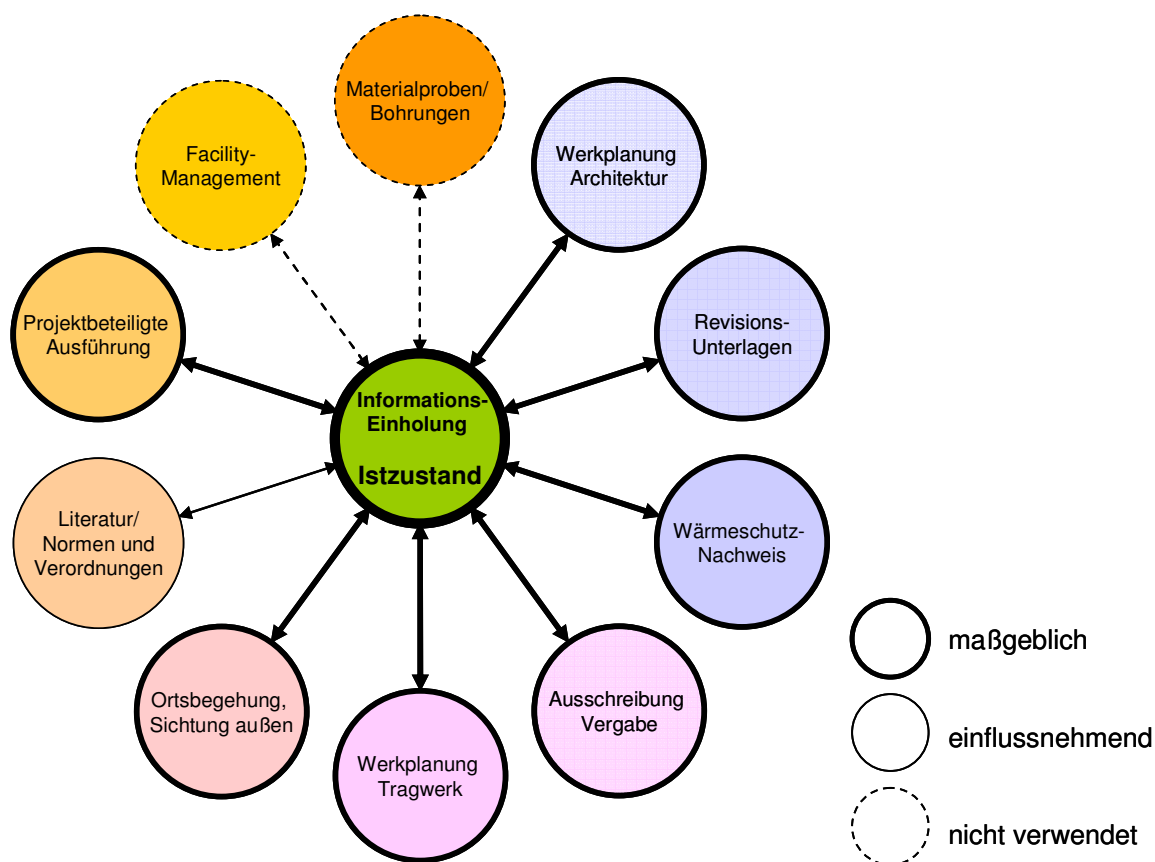 Materialproben/
Bohrungen
Facility-
Management
Werkplanung
Architektur
Projektbeteiligte
Ausführung
Revisions-
Unterlagen
Informations-
Einholung
Istzustand
Literatur/
Normen und
Verordnungen
Wärmeschutz-
Nachweis
Ortsbegehung,
Sichtung außen
Werkplanung
Tragwerk
Ausschreibung
Vergabe
maßgeblich
einflussnehmend
nicht verwendet